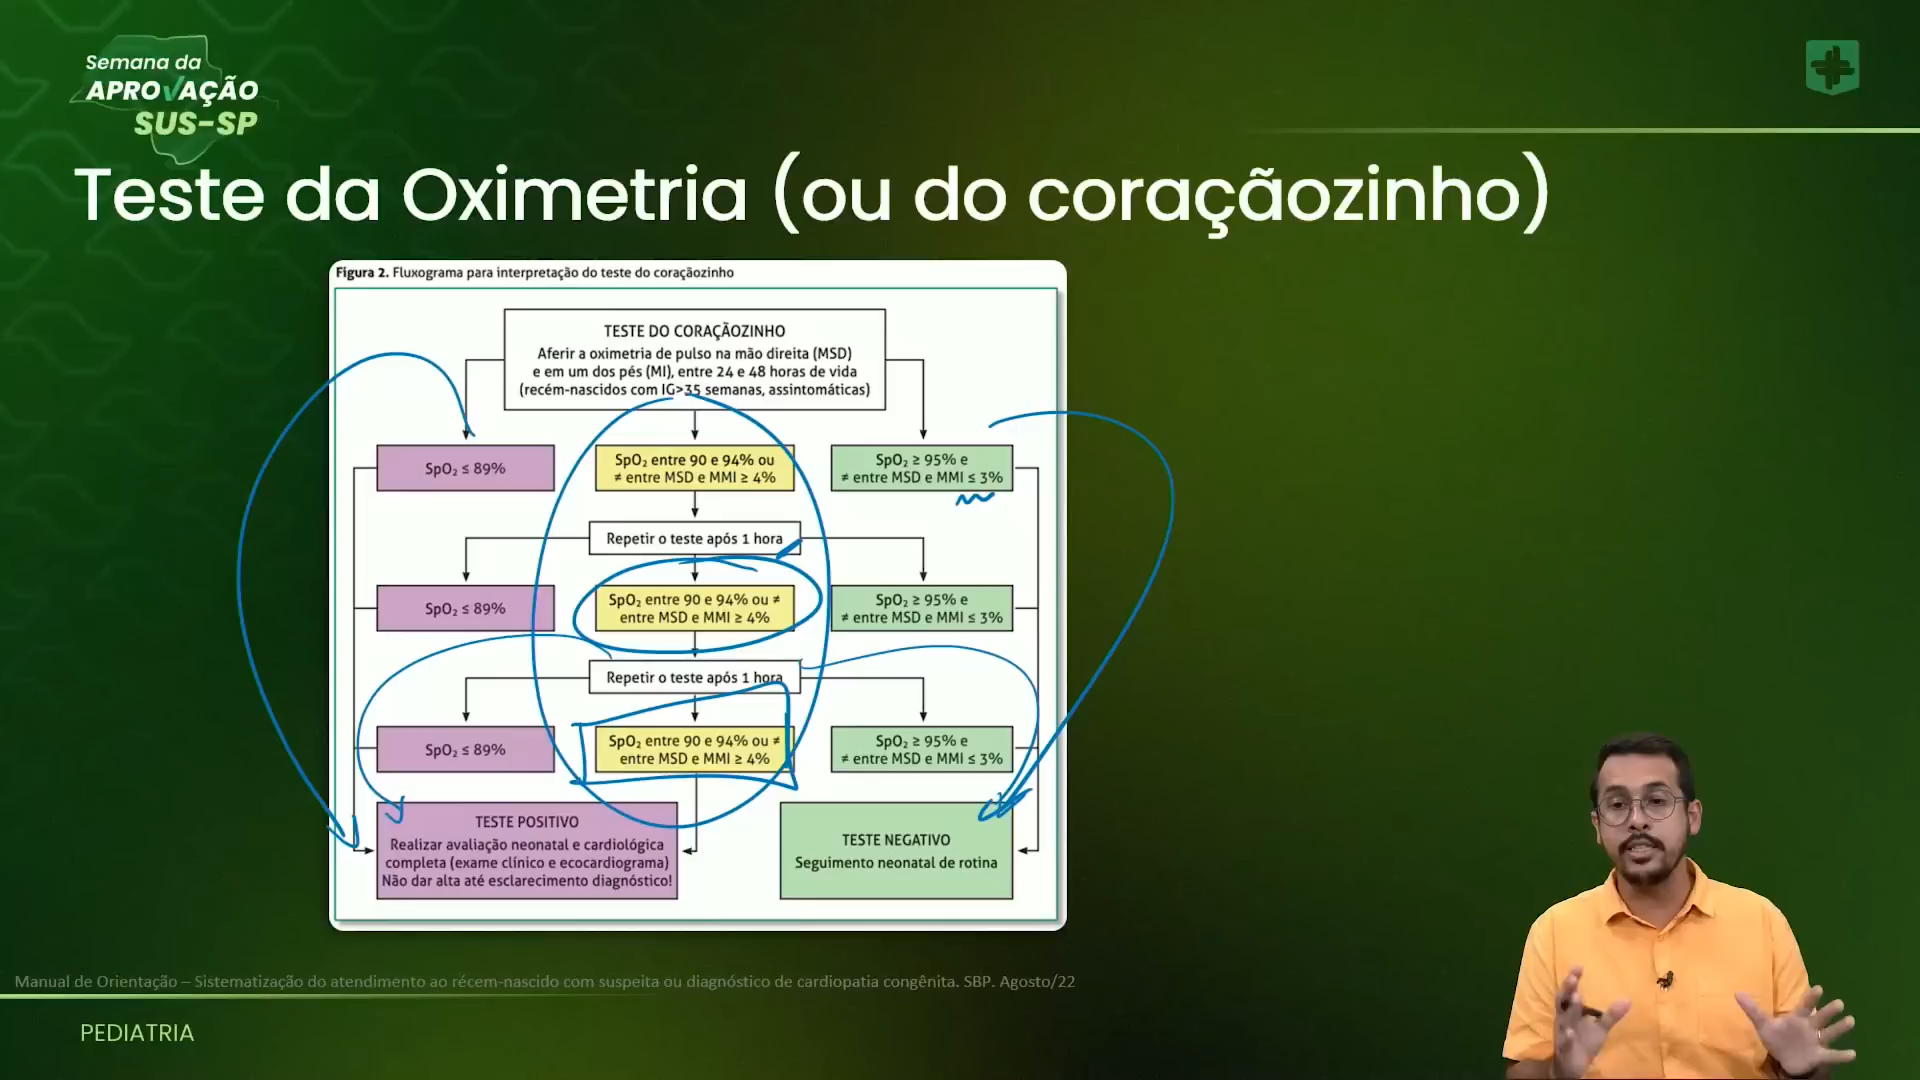 Semana da
APROVAÇÃO
SUS-SP
Teste da Oximetria (ou do coraçãozinho)
Figura 2. Fluxograma para interpretação do teste do coraçãozinho
TESTE DO CORAÇÃOZINHO
Aferir a oximetria de pulso na mão direita (MSD)
e em um dos pés (MI), entre 24 e 48 horas de vida
(recém-nascidos com IG>35 semanas, assintomáticas)
SpO₂ ≤ 89%
SpO₂ entre 90 e 94% ou
≠ entre MSD e MMI ≥ 4%
SpO₂ ≥ 95% e
≠ entre MSD e MMI ≤ 3%
Repetir o teste após 1 hora
SpO₂ ≤ 89%
SpO₂ entre 90 e 94% ou ≠
entre MSD e MMI ≥ 4%
SpO₂ ≥ 95% e
≠ entre MSD e MMI ≤ 3%
Repetir o teste após 1 hora
SpO₂ ≤ 89%
SpO₂ entre 90 e 94% ou ≠
entre MSD e MMI ≥ 4%
SpO₂ ≥ 95% e
≠ entre MSD e MMI ≤ 3%
TESTE POSITIVO
Realizar avaliação neonatal e cardiológica
completa (exame clínico e ecocardiograma)
Não dar alta até esclarecimento diagnóstico!
TESTE NEGATIVO
Seguimento neonatal de rotina
Manual de Orientação – Sistematização do atendimento ao récem-nascido com suspeita ou diagnóstico de cardiopatia congênita. SBP. Agosto/22
PEDIATRIA